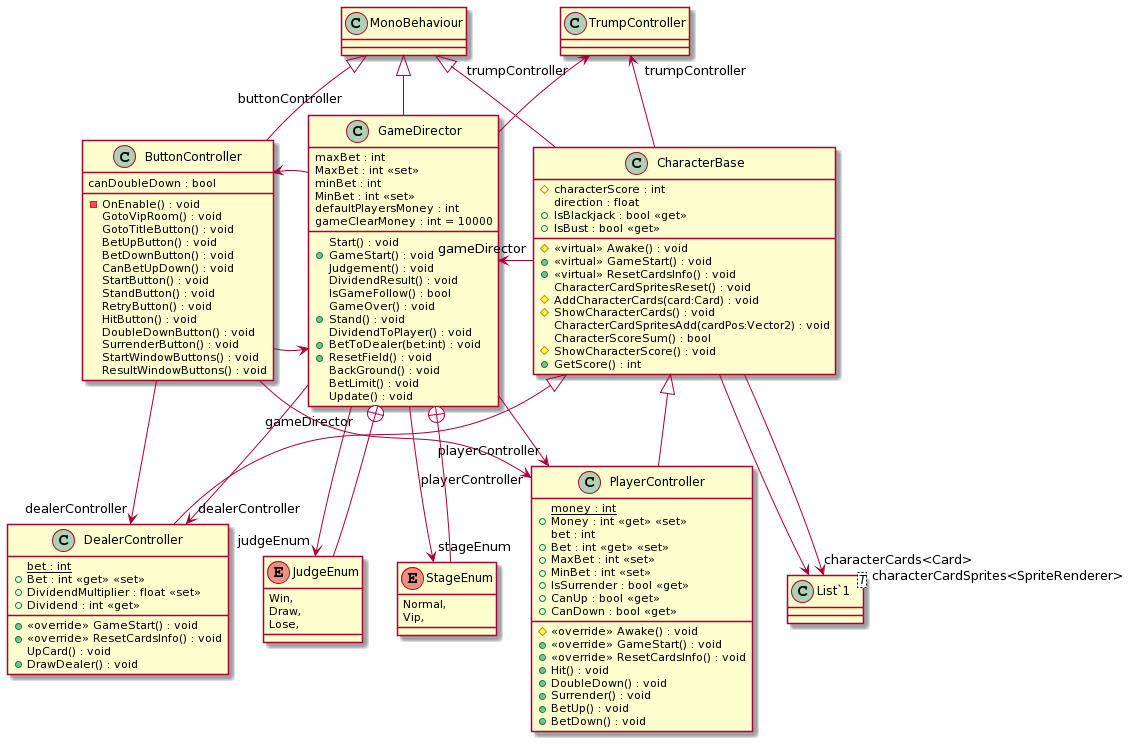 C MonoBehaviour
C TrumpController
trumpController
trumpController
buttonController
C ButtonController
canDoubleDown : bool
OnEnable() : void
GotoVipRoom() : void
GotoTitleButton() : void
BetUpButton() : void
BetDownButton() : void
CanBetUpDown() : void
StartButton() : void
StandButton() : void
RetryButton() : void
HitButton() : void
DoubleDownButton() : void
SurrenderButton() : void
StartWindowButtons() : void
ResultWindowButtons() : void
C GameDirector
maxBet : int
MaxBet : int «set»
minBet : int
MinBet : int «set»
defaultPlayersMoney : int
gameClearMoney : int = 10000
Start() : void
GameStart() : void
Judgement() : void
DividendResult() : void
IsGameFollow() : bool
GameOver() : void
Stand() : void
DividendToPlayer() : void
BetToDealer(bet:int) : void
ResetField() : void
BackGround() : void
BetLimit() : void
Update() : void
C CharacterBase
characterScore : int
direction : float
IsBlackjack : bool «get»
IsBust : bool «get»
«virtual» Awake() : void
«virtual» GameStart() : void
«virtual» ResetCardsInfo() : void
CharacterCardSpritesReset() : void
AddCharacterCards(card:Card) : void
ShowCharacterCards() : void
CharacterCardSpritesAdd(cardPos:Vector2) : void
CharacterScoreSum() : bool
ShowCharacterScore() : void
GetScore() : int
gameDirector
gameDirector
playerController
playerController
dealerController
dealerController
judgeEnum
stageEnum
characterCards<Card>
characterCardSprites<SpriteRenderer>
C DealerController
bet : int
Bet : int «get» «set»
DividendMultiplier : float «set»
Dividend : int «get»
«override» GameStart() : void
«override» ResetCardsInfo() : void
UpCard() : void
DrawDealer() : void
E JudgeEnum
Win,
Draw,
Lose,
E StageEnum
Normal,
Vip,
C PlayerController
money : int
Money : int «get» «set»
bet : int
Bet : int «get» «set»
MaxBet : int «set»
MinBet : int «set»
IsSurrender : bool «get»
CanUp : bool «get»
CanDown : bool «get»
«override» Awake() : void
«override» GameStart() : void
«override» ResetCardsInfo() : void
Hit() : void
DoubleDown() : void
Surrender() : void
BetUp() : void
BetDown() : void
C List`1
T